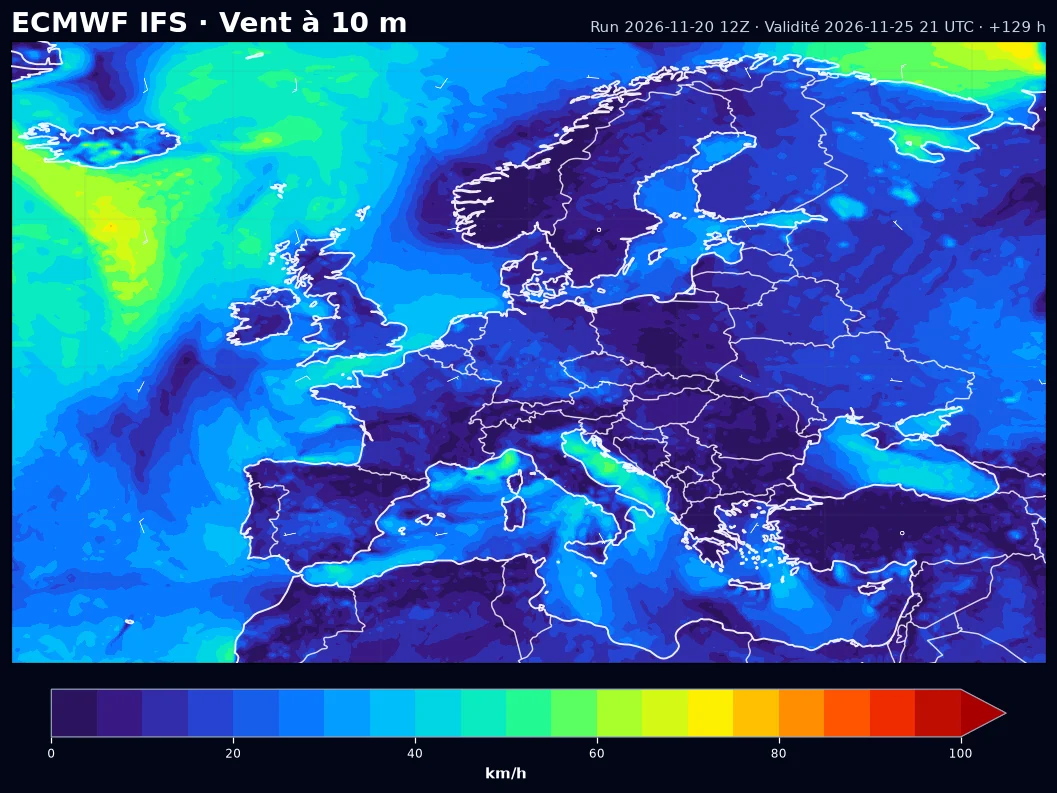 ECMWF IFS · Vent à 10 m
Run 2026-11-20 12Z · Validité 2026-11-25 21 UTC · +129 h
0 20 40 60 80 100
km/h